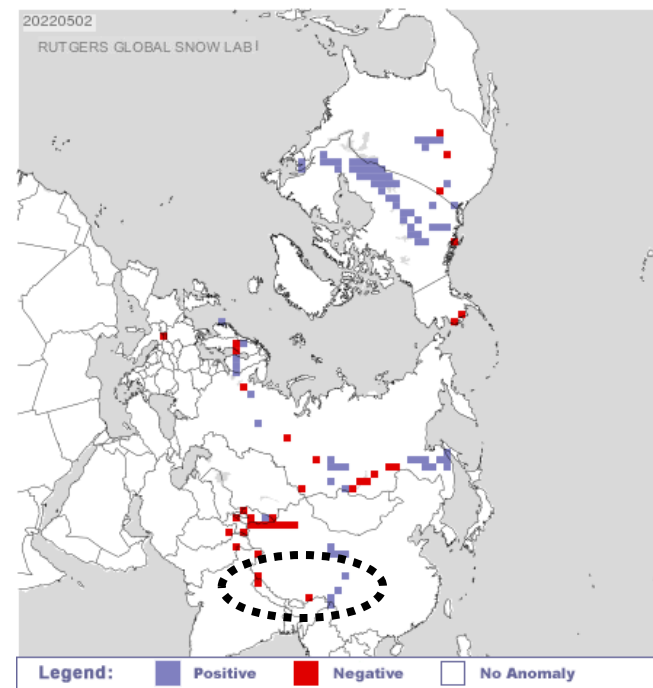 20220502
RUTGERS GLOBAL SNOW LAB!
Legend: Positive Negative No Anomaly